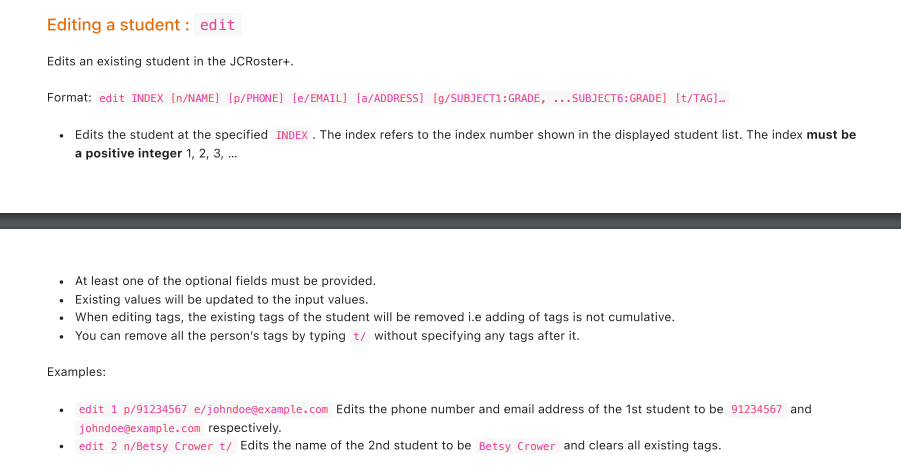 Editing a student : edit
Edits an existing student in the JCRoster+.
Format: edit INDEX [n/NAME] [p/PHONE] [e/EMAIL] [a/ADDRESS] [g/SUBJECT1:GRADE, ...SUBJECT6:GRADE] [t/TAG]…
• Edits the student at the specified INDEX . The index refers to the index number shown in the displayed student list. The index must be
a positive integer 1, 2, 3, …
• At least one of the optional fields must be provided.
• Existing values will be updated to the input values.
• When editing tags, the existing tags of the student will be removed i.e adding of tags is not cumulative.
• You can remove all the person's tags by typing t/ without specifying any tags after it.
Examples:
• edit 1 p/91234567 e/johndoe@example.com Edits the phone number and email address of the 1st student to be 91234567 and
johndoe@example.com respectively.
• edit 2 n/Betsy Crower t/ Edits the name of the 2nd student to be Betsy Crower and clears all existing tags.